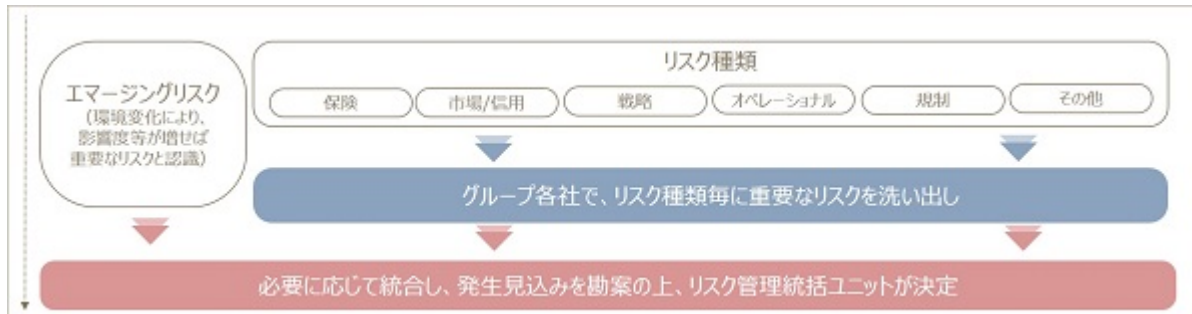 エマージングリスク
(環境変化により、
影響度等が増せば
重要なリスクと認識)
リスク種類
保険
市場/信用
戦略
オペレーショナル
規制
その他
グループ各社で、リスク種類毎に重要なリスクを洗い出し
必要に応じて統合し、発生見込みを勘案の上、リスク管理統括ユニットが決定